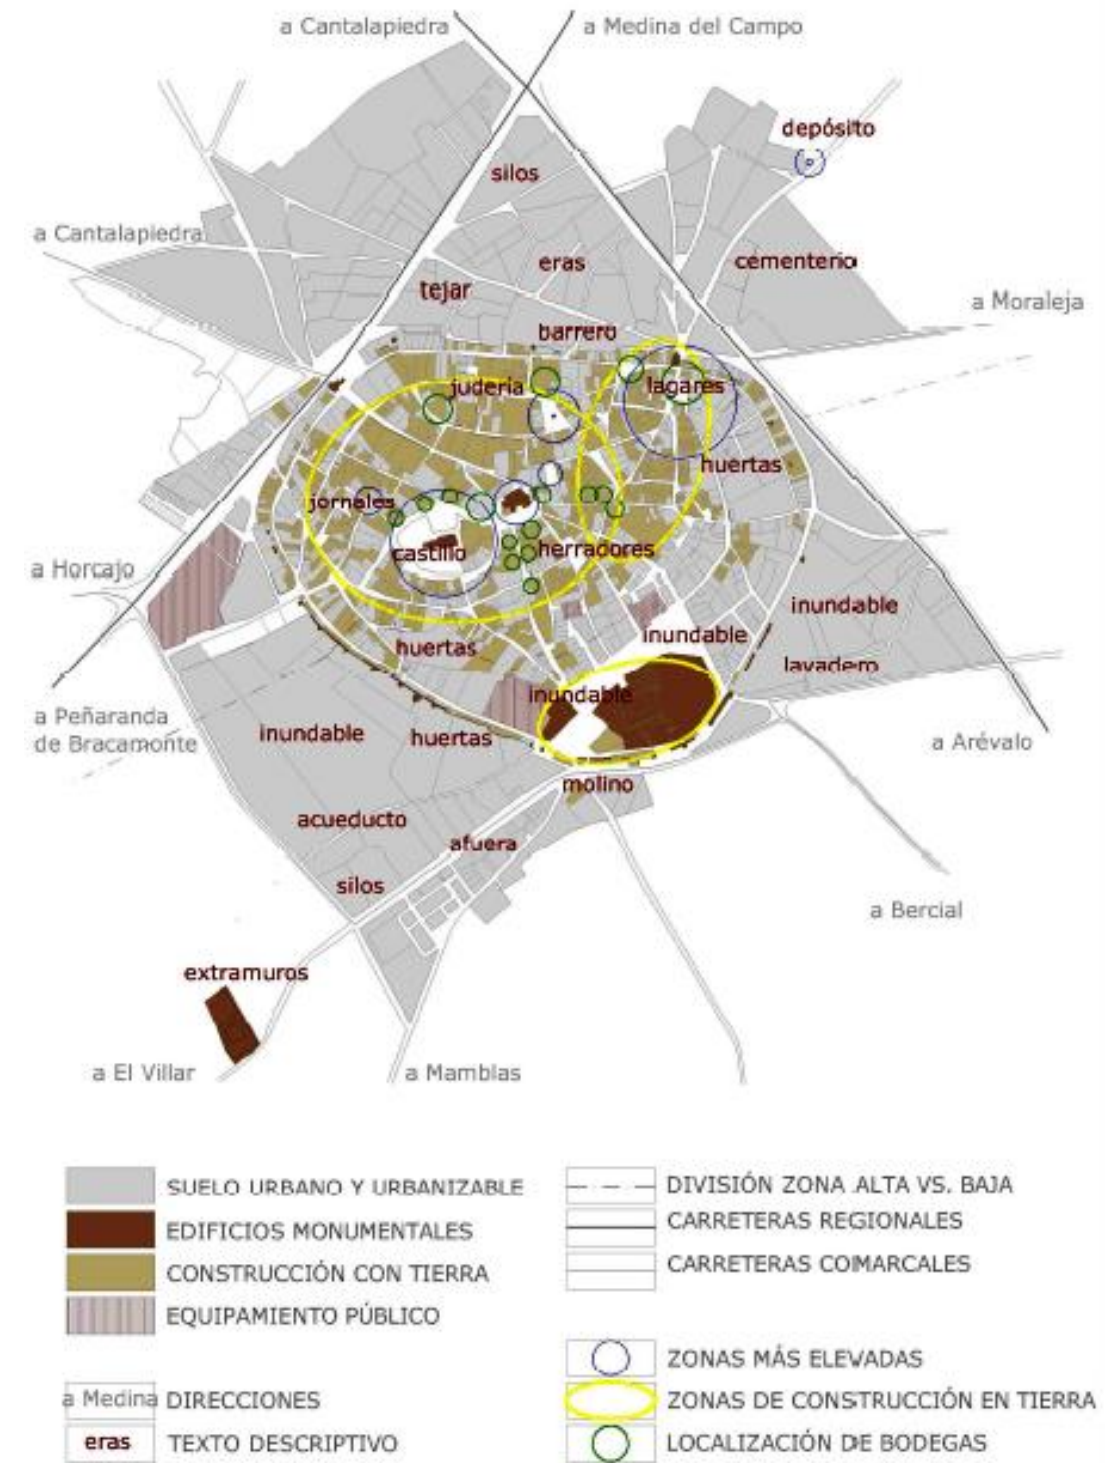 a Cantalapiedra
a Medina del Campo
depósito
silos
a Cantalapiedra
eras
cementerio
tejar
a Moraleja
barrero
judería
lagares
huertas
jornales
castillo
herradores
a Horcajo
inundable
inundable
huertas
lavadero
inundable
a Peñaranda
de Bracamonte
inundable
huertas
a Arévalo
molino
acueducto
afuera
silos
a Bercial
extramuros
a El Villar
a Mamblas
SUELO URBANO Y URBANIZABLE
EDIFICIOS MONUMENTALES
CONSTRUCCIÓN CON TIERRA
EQUIPAMIENTO PÚBLICO
a Medina DIRECCIONES
eras TEXTO DESCRIPTIVO
DIVISIÓN ZONA ALTA VS. BAJA
CARRETERAS REGIONALES
CARRETERAS COMARCALES
ZONAS MÁS ELEVADAS
ZONAS DE CONSTRUCCIÓN EN TIERRA
LOCALIZACIÓN DE BODEGAS